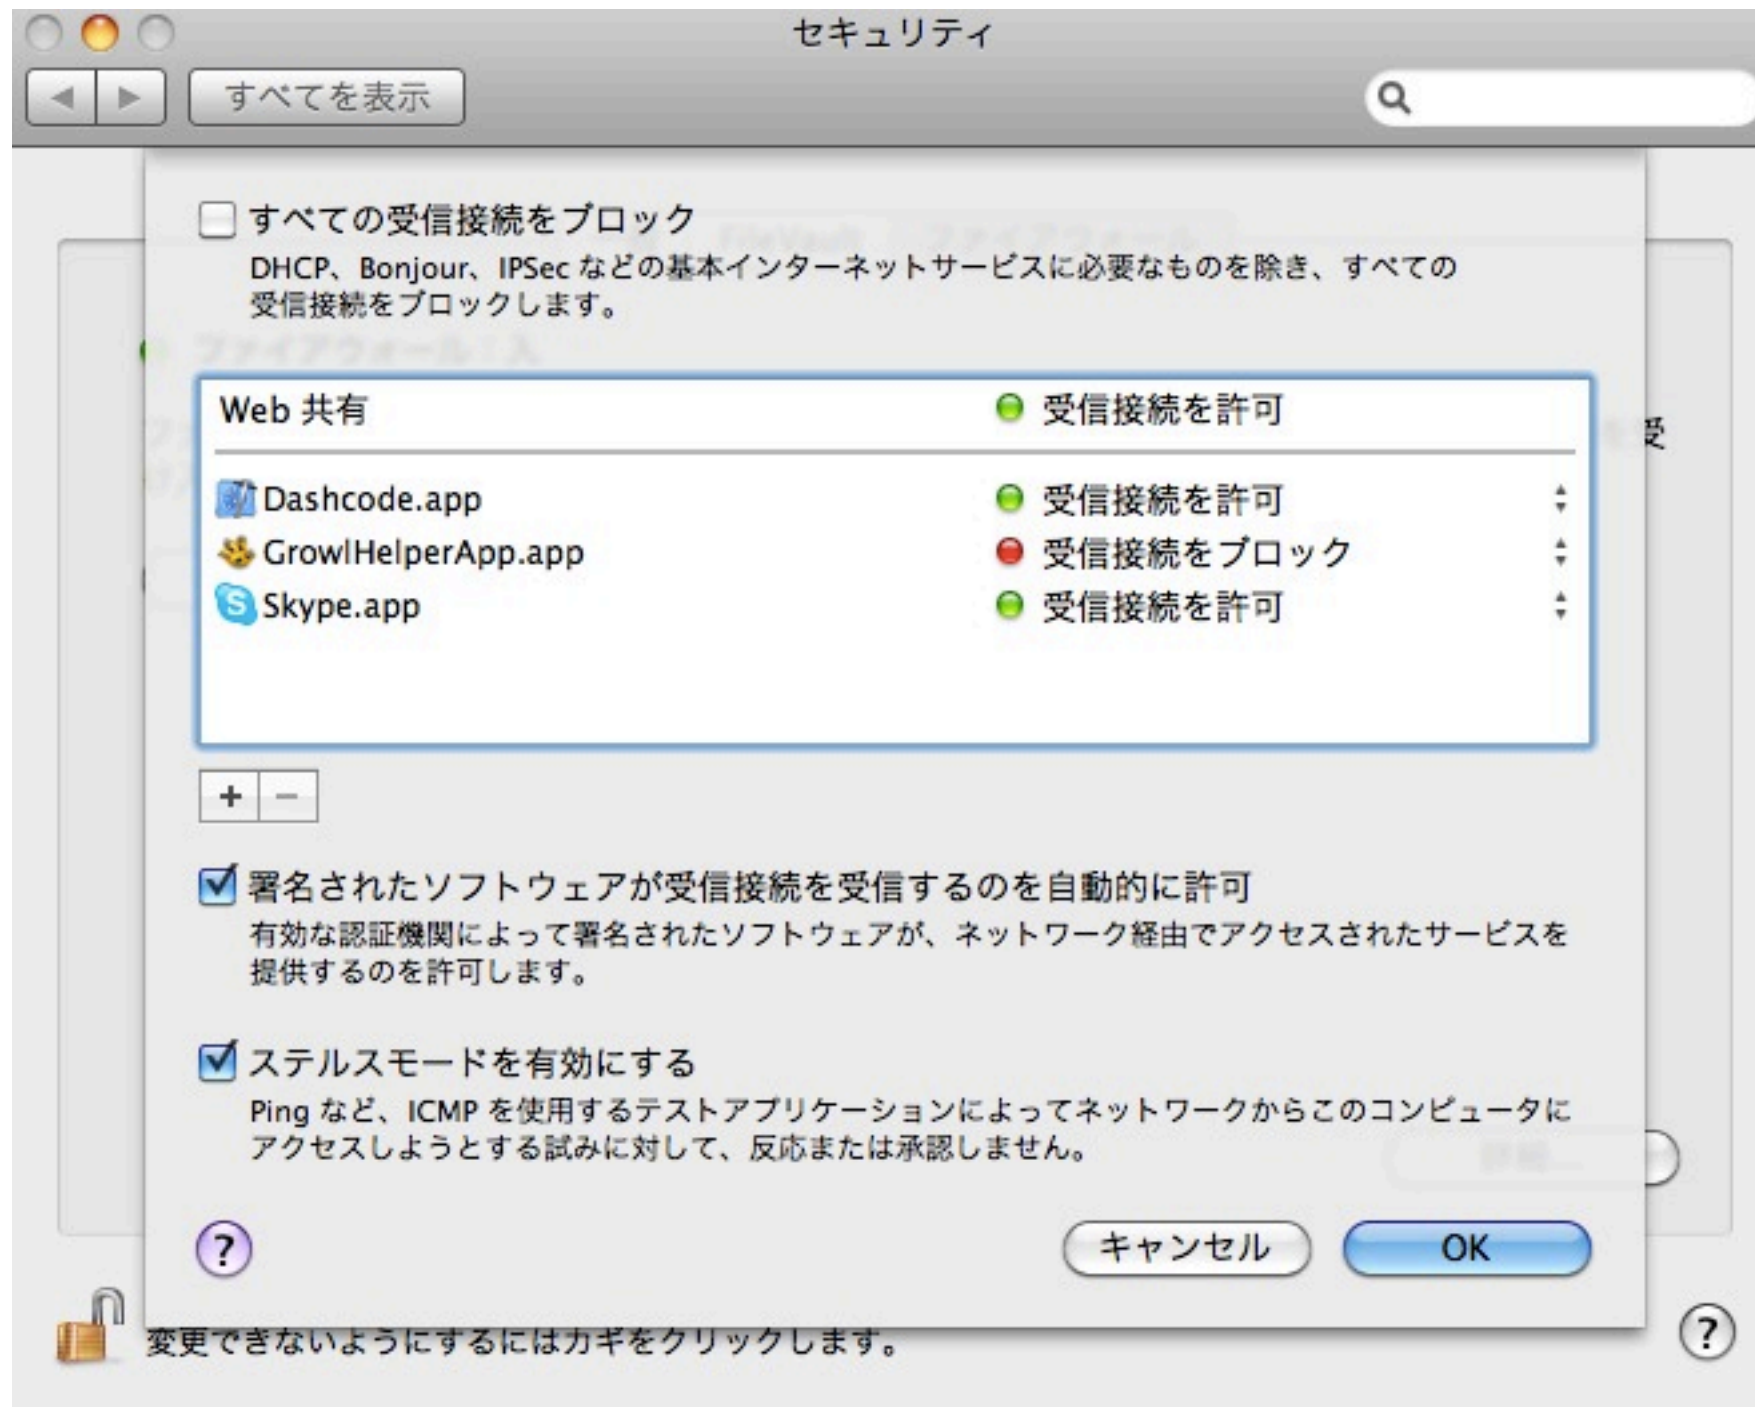 セキュリティ
すべてを表示
すべての受信接続をブロック
DHCP、Bonjour、IPSec などの基本インターネットサービスに必要なものを除き、すべての
受信接続をブロックします。
ファイアウォール：入
Web 共有 受信接続を許可
受
Dashcode.app 受信接続を許可
GrowlHelperApp.app 受信接続をブロック
Skype.app 受信接続を許可
+ −
署名されたソフトウェアが受信接続を受信するのを自動的に許可
有効な認証機関によって署名されたソフトウェアが、ネットワーク経由でアクセスされたサービスを
提供するのを許可します。
ステルスモードを有効にする
Ping など、ICMP を使用するテストアプリケーションによってネットワークからこのコンピュータに
アクセスしようとする試みに対して、反応または承認しません。
? キャンセル OK
変更できないようにするにはカギをクリックします。 ?